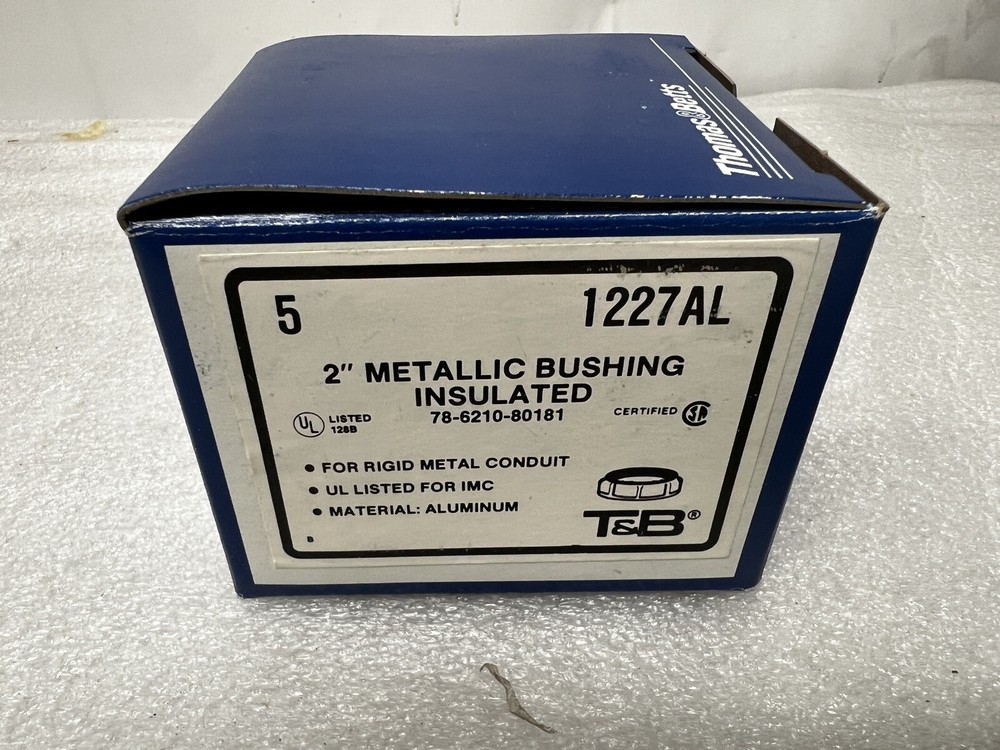 Thomas&Betts
5 1227AL
2" METALLIC BUSHING
INSULATED
78-6210-80181
UL LISTED
128B
CERTIFIED SA
• FOR RIGID METAL CONDUIT
• UL LISTED FOR IMC
• MATERIAL: ALUMINUM
T&B®
B